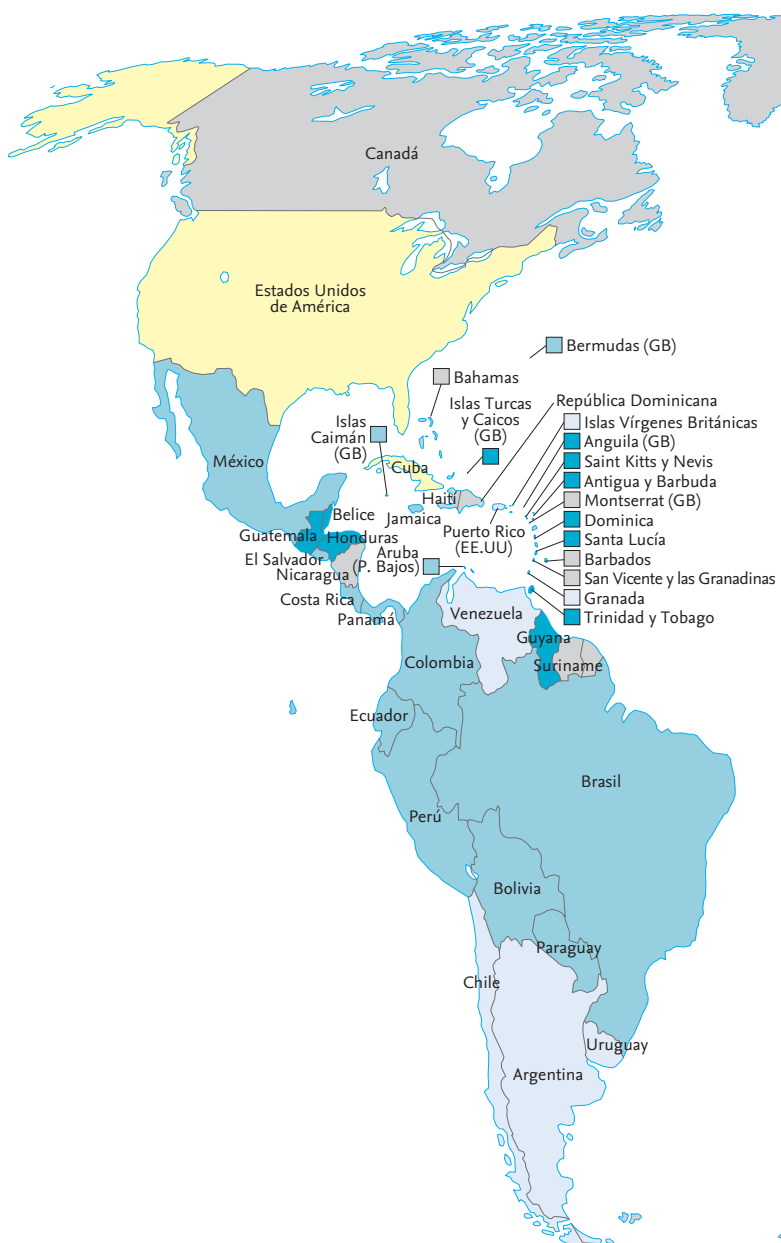 Canadá
Estados Unidos
de América
Bermudas (GB)
Bahamas
República Dominicana
Islas Turcas
y Caicos
(GB)
Islas
Caimán
(GB)
Islas Vírgenes Británicas
Anguila (GB)
Saint Kitts y Nevis
Antigua y Barbuda
Montserrat (GB)
Dominica
Santa Lucía
Barbados
San Vicente y las Granadinas
Granada
Trinidad y Tobago
México
Cuba
Haití
Jamaica
Puerto Rico
(EE.UU)
Belice
Guatemala
Honduras
El Salvador
Nicaragua
Aruba
(P. Bajos)
Costa Rica
Panamá
Venezuela
Guyana
Suriname
Colombia
Ecuador
Brasil
Perú
Bolivia
Paraguay
Chile
Uruguay
Argentina